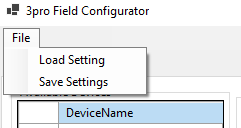 3pro Field Configurator
File
Load Setting
Save Settings
DeviceName